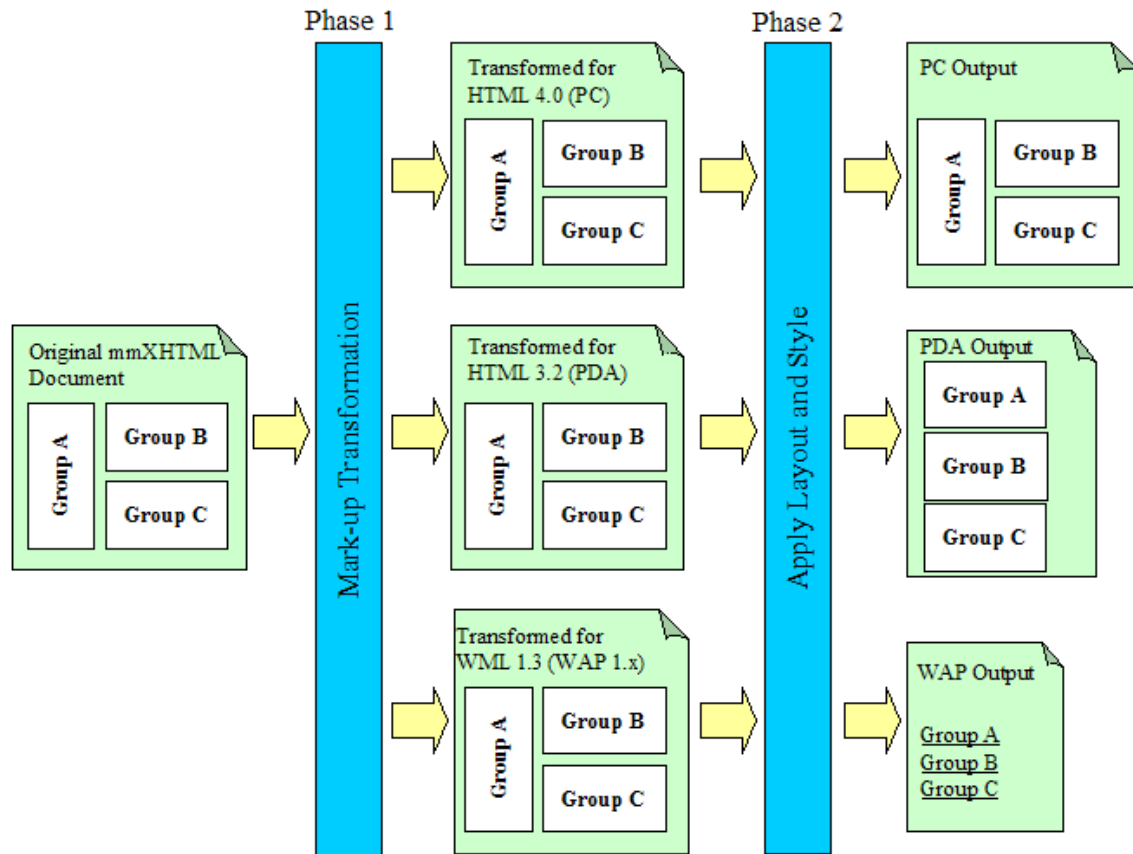 Phase 1
Phase 2
Original mmXHTML
Document
Group A
Group B
Group C
Mark-up Transformation
Transformed for
HTML 4.0 (PC)
Group A
Group B
Group C
Transformed for
HTML 3.2 (PDA)
Group A
Group B
Group C
Transformed for
WML 1.3 (WAP 1.x)
Group A
Group B
Group C
Apply Layout and Style
PC Output
Group A
Group B
Group C
PDA Output
Group A
Group B
Group C
WAP Output
Group A
Group B
Group C